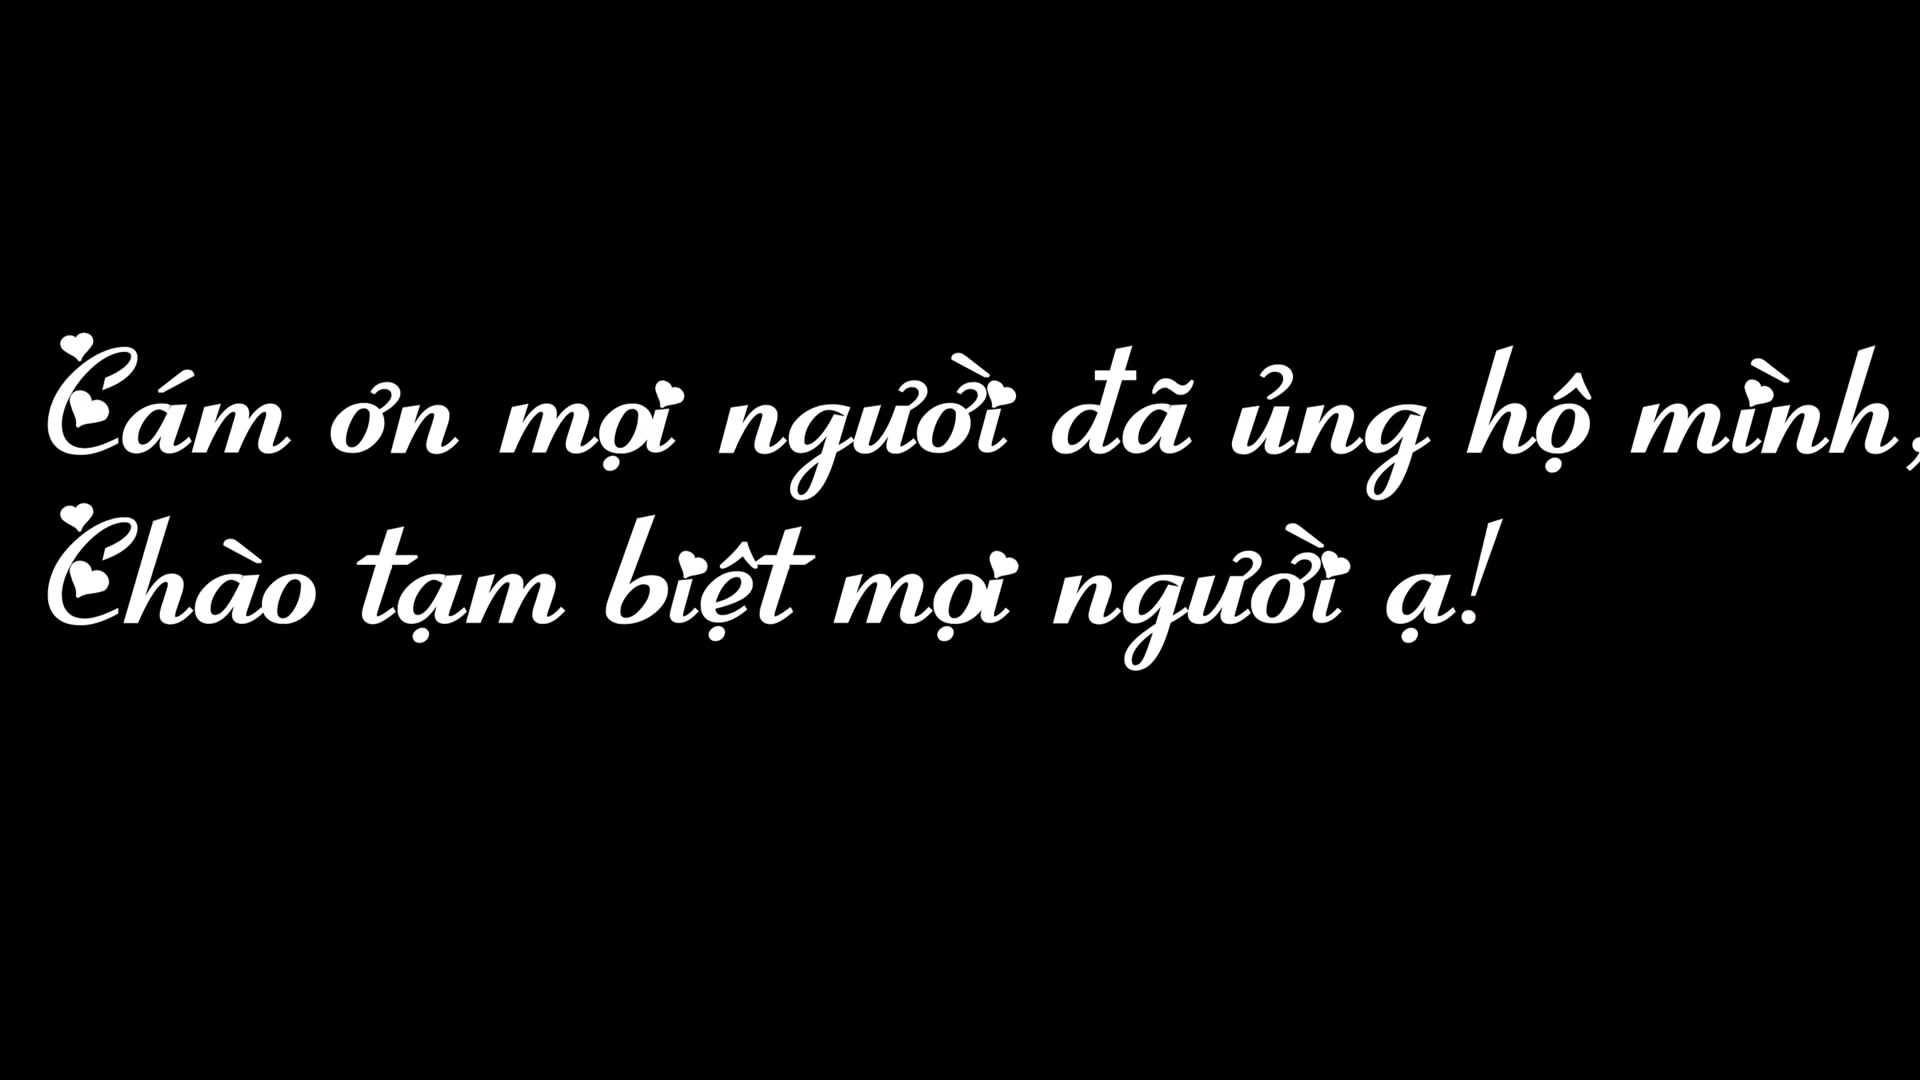 Cám ơn mọi người đã ủng hộ mình,
Chào tạm biệt mọi người ạ!